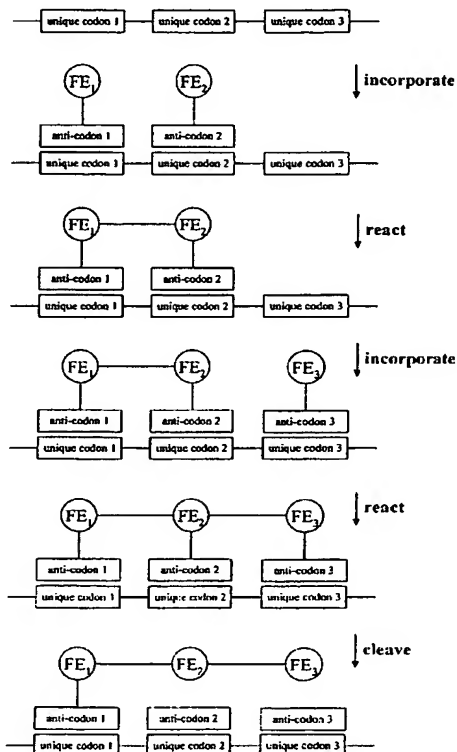 unique codon 1 unique codon 2 unique codon 3
incorporate
FE1 FE2
anti-codon 1 anti-codon 2
unique codon 1 unique codon 2 unique codon 3
react
FE1 FE2
anti-codon 1 anti-codon 2
unique codon 1 unique codon 2 unique codon 3
incorporate
FE1 FE2 FE3
anti-codon 1 anti-codon 2 anti-codon 3
unique codon 1 unique codon 2 unique codon 3
react
FE1 FE2 FE3
anti-codon 1 anti-codon 2 anti-codon 3
unique codon 1 unique codon 2 unique codon 3
cleave
FE1 FE2 FE3
anti-codon 1 anti-codon 2 anti-codon 3
unique codon 1 unique codon 2 unique codon 3